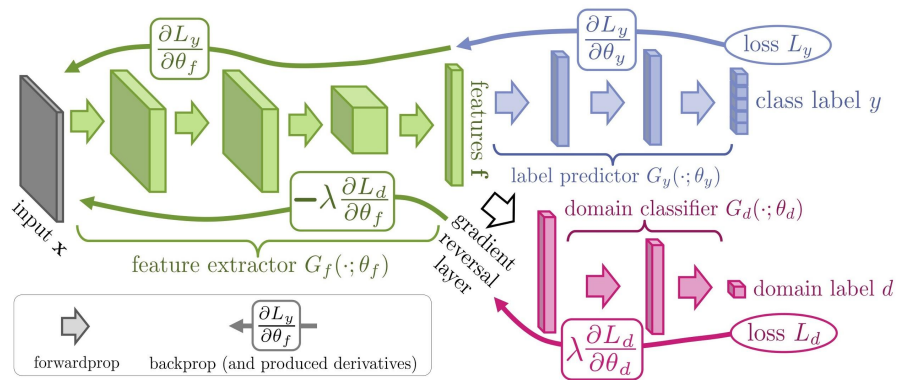 ∂L_y/∂θ_f
∂L_y/∂θ_y
loss L_y
features f
class label y
label predictor G_y(·; θ_y)
input x
−λ ∂L_d/∂θ_f
feature extractor G_f(·; θ_f)
gradient
reversal
layer
domain classifier G_d(·; θ_d)
domain label d
loss L_d
λ ∂L_d/∂θ_d
∂L_y/∂θ_f
forwardprop
backprop (and produced derivatives)